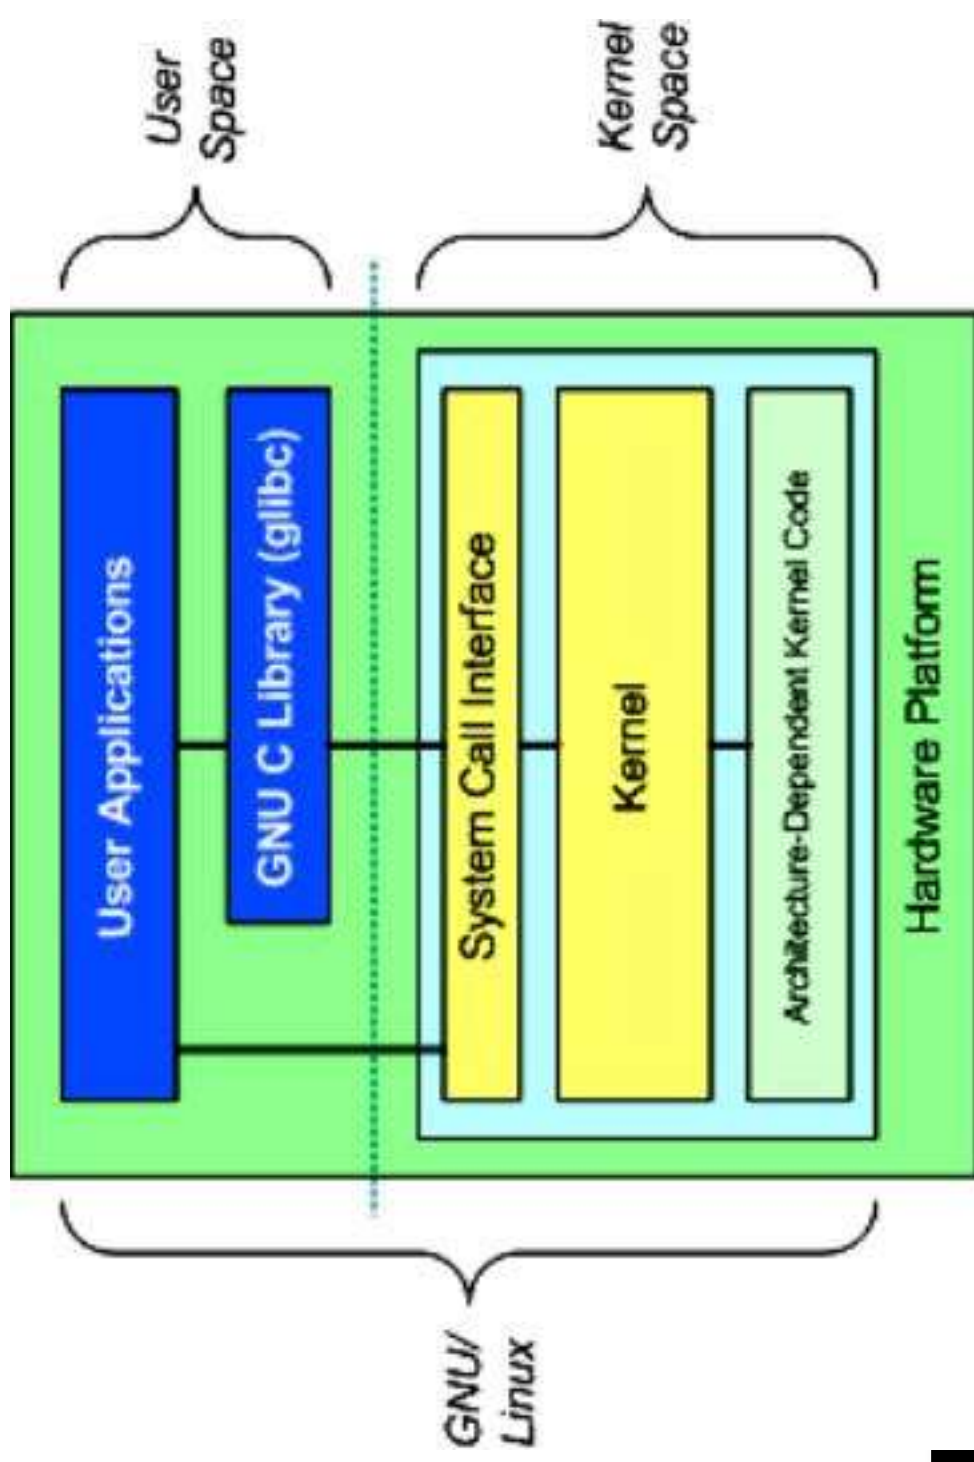 User Applications
GNU C Library (glibc)
User
Space
GNU/
Linux
System Call Interface
Kernel
Architecture-Dependent Kernel Code
Kernel
Space
Hardware Platform